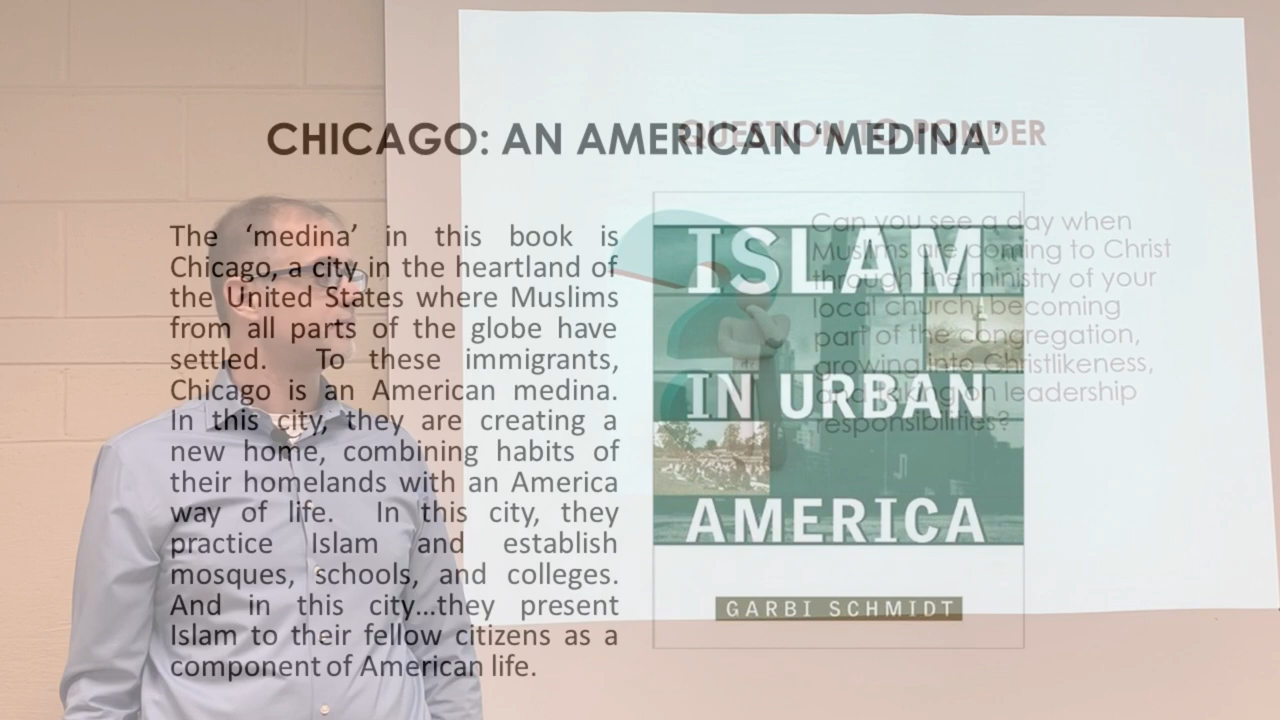 CHICAGO: AN AMERICAN ‘MEDINA’
The ‘medina’ in this book is
Chicago, a city in the heartland of
the United States where Muslims
from all parts of the globe have
settled. To these immigrants,
Chicago is an American medina.
In this city, they are creating a
new home, combining habits of
their homelands with an America
way of life. In this city, they
practice Islam and establish
mosques, schools, and colleges.
And in this city...they present
Islam to their fellow citizens as a
component of American life.
ISLAM
IN URBAN
AMERICA
GARBI SCHMIDT
QUESTION TO PONDER
Can you see a day when
Muslims are coming to Christ
through the ministry of your
local church, becoming
part of the congregation,
growing into Christlikeness,
and taking on leadership
responsibilities?